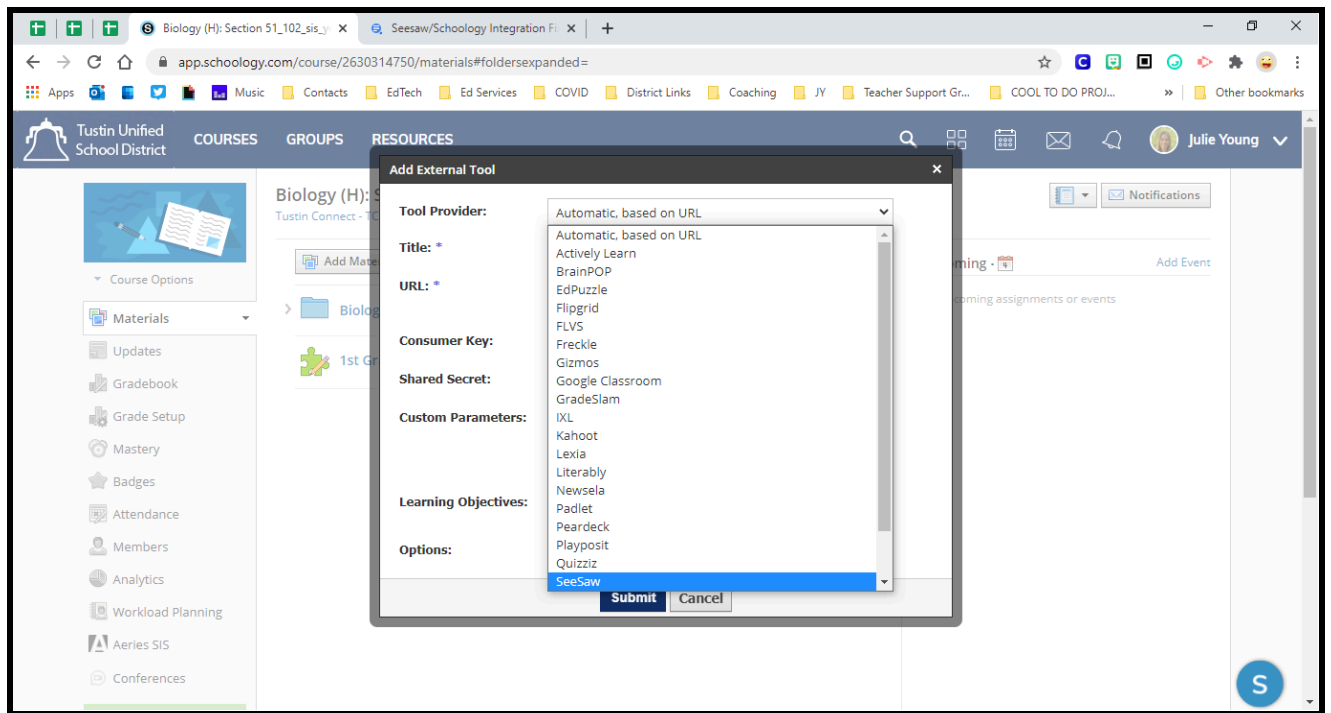 Biology (H): Section 51_102_sis_y
Seesaw/Schoology Integration Fi
app.schoology.com/course/2630314750/materials#foldersexpanded=
Apps
Music
Contacts
EdTech
Ed Services
COVID
District Links
Coaching
JY
Teacher Support Gr...
COOL TO DO PROJ...
»
Other bookmarks
Tustin Unified
School District
COURSES
GROUPS
RESOURCES
Julie Young
Add External Tool
Biology (H): S
Tustin Connect - TC
Notifications
Tool Provider:
Automatic, based on URL
Automatic, based on URL
Actively Learn
BrainPOP
EdPuzzle
Flipgrid
FLVS
Freckle
Gizmos
Google Classroom
GradeSlam
IXL
Kahoot
Lexia
Literably
Newsela
Padlet
Peardeck
Playposit
Quizziz
SeeSaw
Title: *
URL: *
Consumer Key:
Shared Secret:
Custom Parameters:
Learning Objectives:
Options:
Submit
Cancel
Add Mate
Biolog
1st Gr
ming ·
Add Event
coming assignments or events
Course Options
Materials
Updates
Gradebook
Grade Setup
Mastery
Badges
Attendance
Members
Analytics
Workload Planning
Aeries SIS
Conferences
S